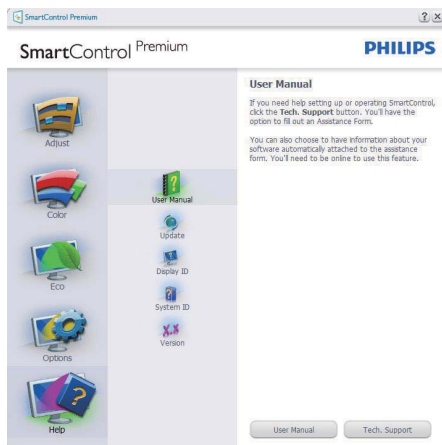 SmartControl Premium
? x
SmartControl Premium
PHILIPS
Adjust
Color
Eco
Options
Help
User Manual
Update
Display ID
System ID
X.X
Version
User Manual
If you need help setting up or operating SmartControl,
click the Tech. Support button. You'll have the
option to fill out an Assistance Form.
You can also choose to have information about your
software automatically attached to the assistance
form. You'll need to be online to use this feature.
User Manual
Tech. Support